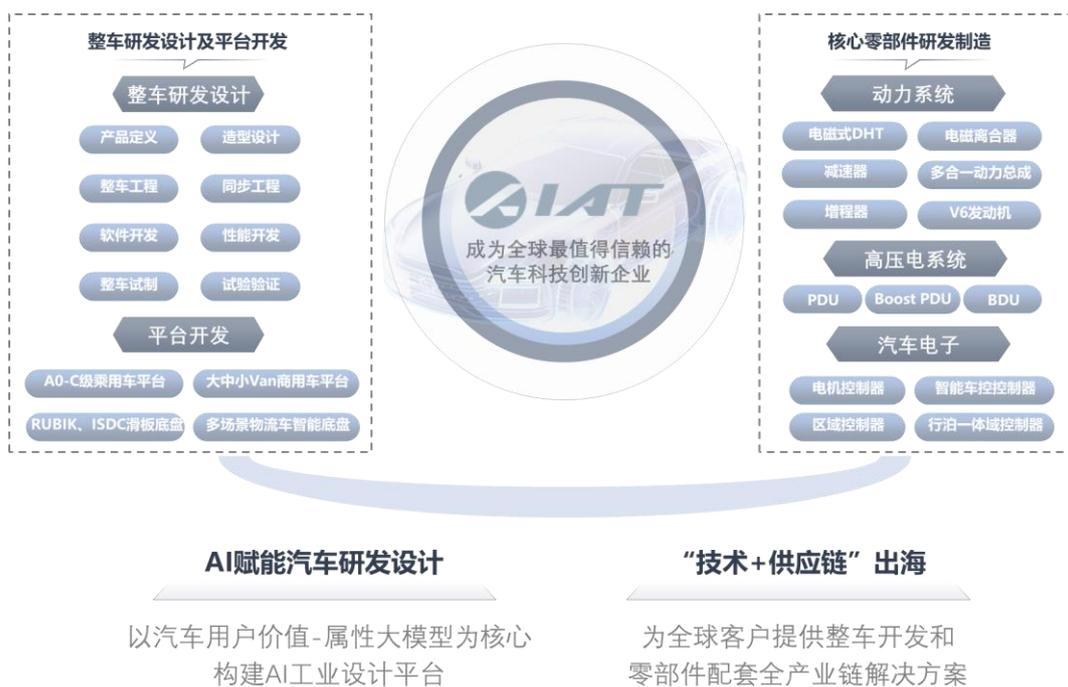 整车研发设计及平台开发
整车研发设计
产品定义 造型设计
整车工程 同步工程
软件开发 性能开发
整车试制 试验验证
平台开发
A0-C级乘用车平台 大中小Van商用车平台
RUBIK、ISDC滑板底盘 多场景物流车智能底盘
IAT
成为全球最值得信赖的
汽车科技创新企业
核心零部件研发制造
动力系统
电磁式DHT 电磁离合器
减速器 多合一动力总成
增程器 V6发动机
高压电系统
PDU Boost PDU BDU
汽车电子
电机控制器 智能车控控制器
区域控制器 行泊一体域控制器
AI赋能汽车研发设计
以汽车用户价值-属性大模型为核心
构建AI工业设计平台
“技术+供应链”出海
为全球客户提供整车开发和
零部件配套全产业链解决方案